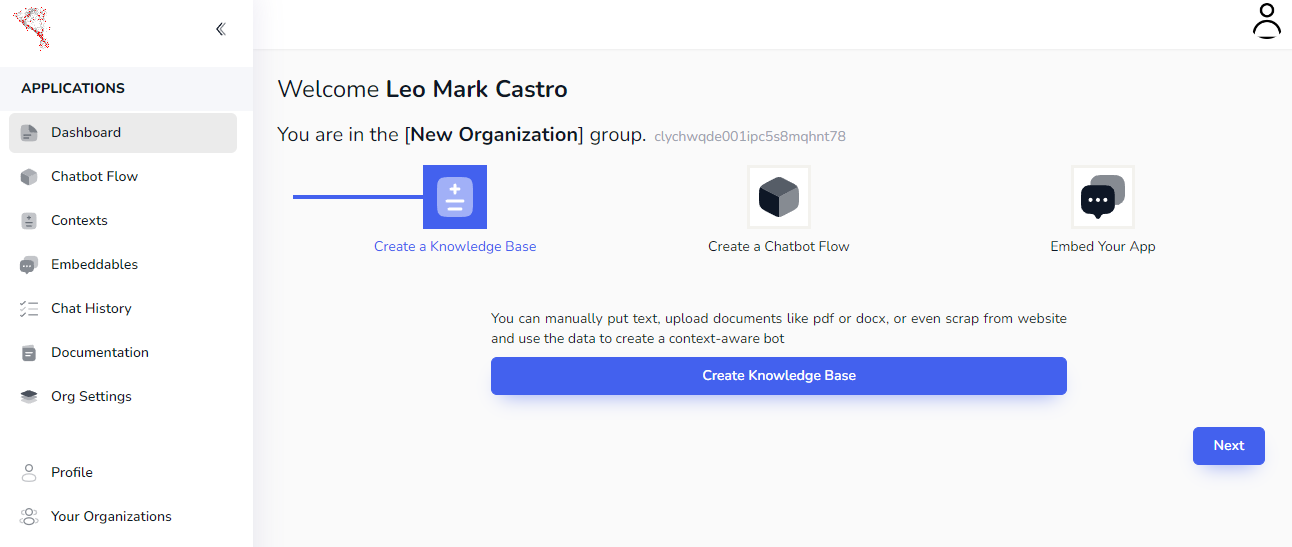 APPLICATIONS
Dashboard
Chatbot Flow
Contexts
Embeddables
Chat History
Documentation
Org Settings
Profile
Your Organizations
Welcome Leo Mark Castro
You are in the [New Organization] group. clychwqde001ipc5s8mqhnt78
Create a Knowledge Base
Create a Chatbot Flow
Embed Your App
You can manually put text, upload documents like pdf or docx, or even scrap from website
and use the data to create a context-aware bot
Create Knowledge Base
Next